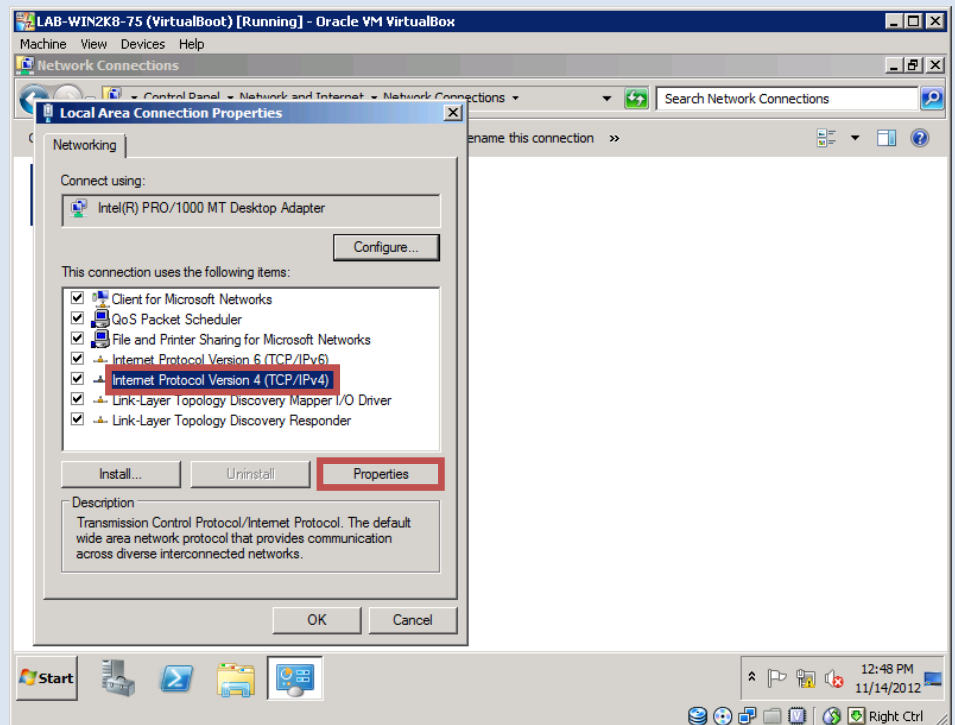 LAB-WIN2K8-75 (VirtualBoot) [Running] - Oracle VM VirtualBox
Machine View Devices Help
Network Connections
Control Panel Network and Internet Network Connections
Search Network Connections
ename this connection »
Local Area Connection Properties
Networking
Connect using:
Intel(R) PRO/1000 MT Desktop Adapter
Configure...
This connection uses the following items:
Client for Microsoft Networks
QoS Packet Scheduler
File and Printer Sharing for Microsoft Networks
Internet Protocol Version 6 (TCP/IPv6)
Internet Protocol Version 4 (TCP/IPv4)
Link-Layer Topology Discovery Mapper I/O Driver
Link-Layer Topology Discovery Responder
Install...
Uninstall
Properties
Description
Transmission Control Protocol/Internet Protocol. The default
wide area network protocol that provides communication
across diverse interconnected networks.
OK
Cancel
Start
12:48 PM
11/14/2012
Right Ctrl